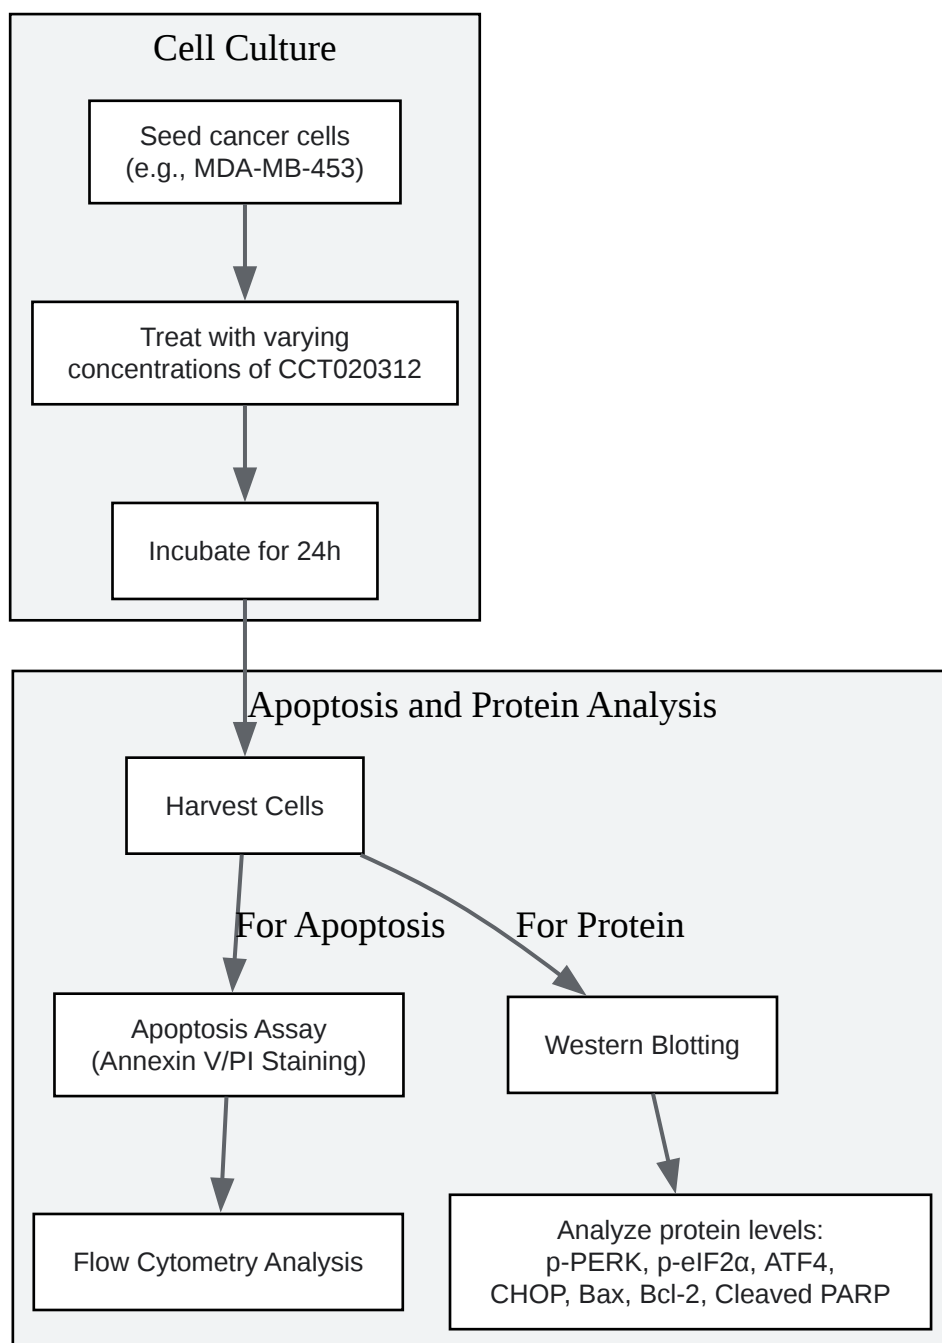 Cell Culture
Seed cancer cells
(e.g., MDA-MB-453)
Treat with varying
concentrations of CCT020312
Incubate for 24h
Apoptosis and Protein Analysis
Harvest Cells
For Apoptosis
For Protein
Apoptosis Assay
(Annexin V/PI Staining)
Western Blotting
Flow Cytometry Analysis
Analyze protein levels:
p-PERK, p-eIF2α, ATF4,
CHOP, Bax, Bcl-2, Cleaved PARP